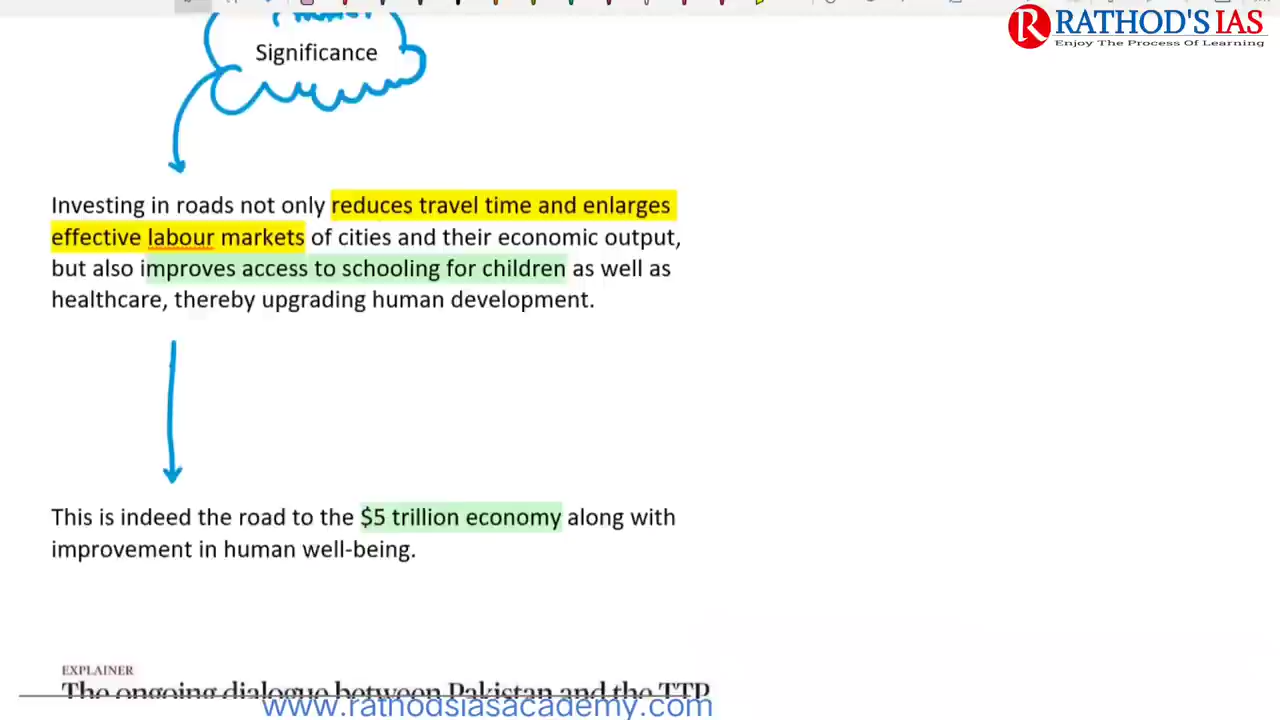 RATHOD'S IAS
Enjoy The Process Of Learning
Significance
Investing in roads not only reduces travel time and enlarges
effective labour markets of cities and their economic output,
but also improves access to schooling for children as well as
healthcare, thereby upgrading human development.
This is indeed the road to the $5 trillion economy along with
improvement in human well-being.
EXPLAINER
The ongoing dialogue between Pakistan and the TTP
www.rathodsiasacademy.com